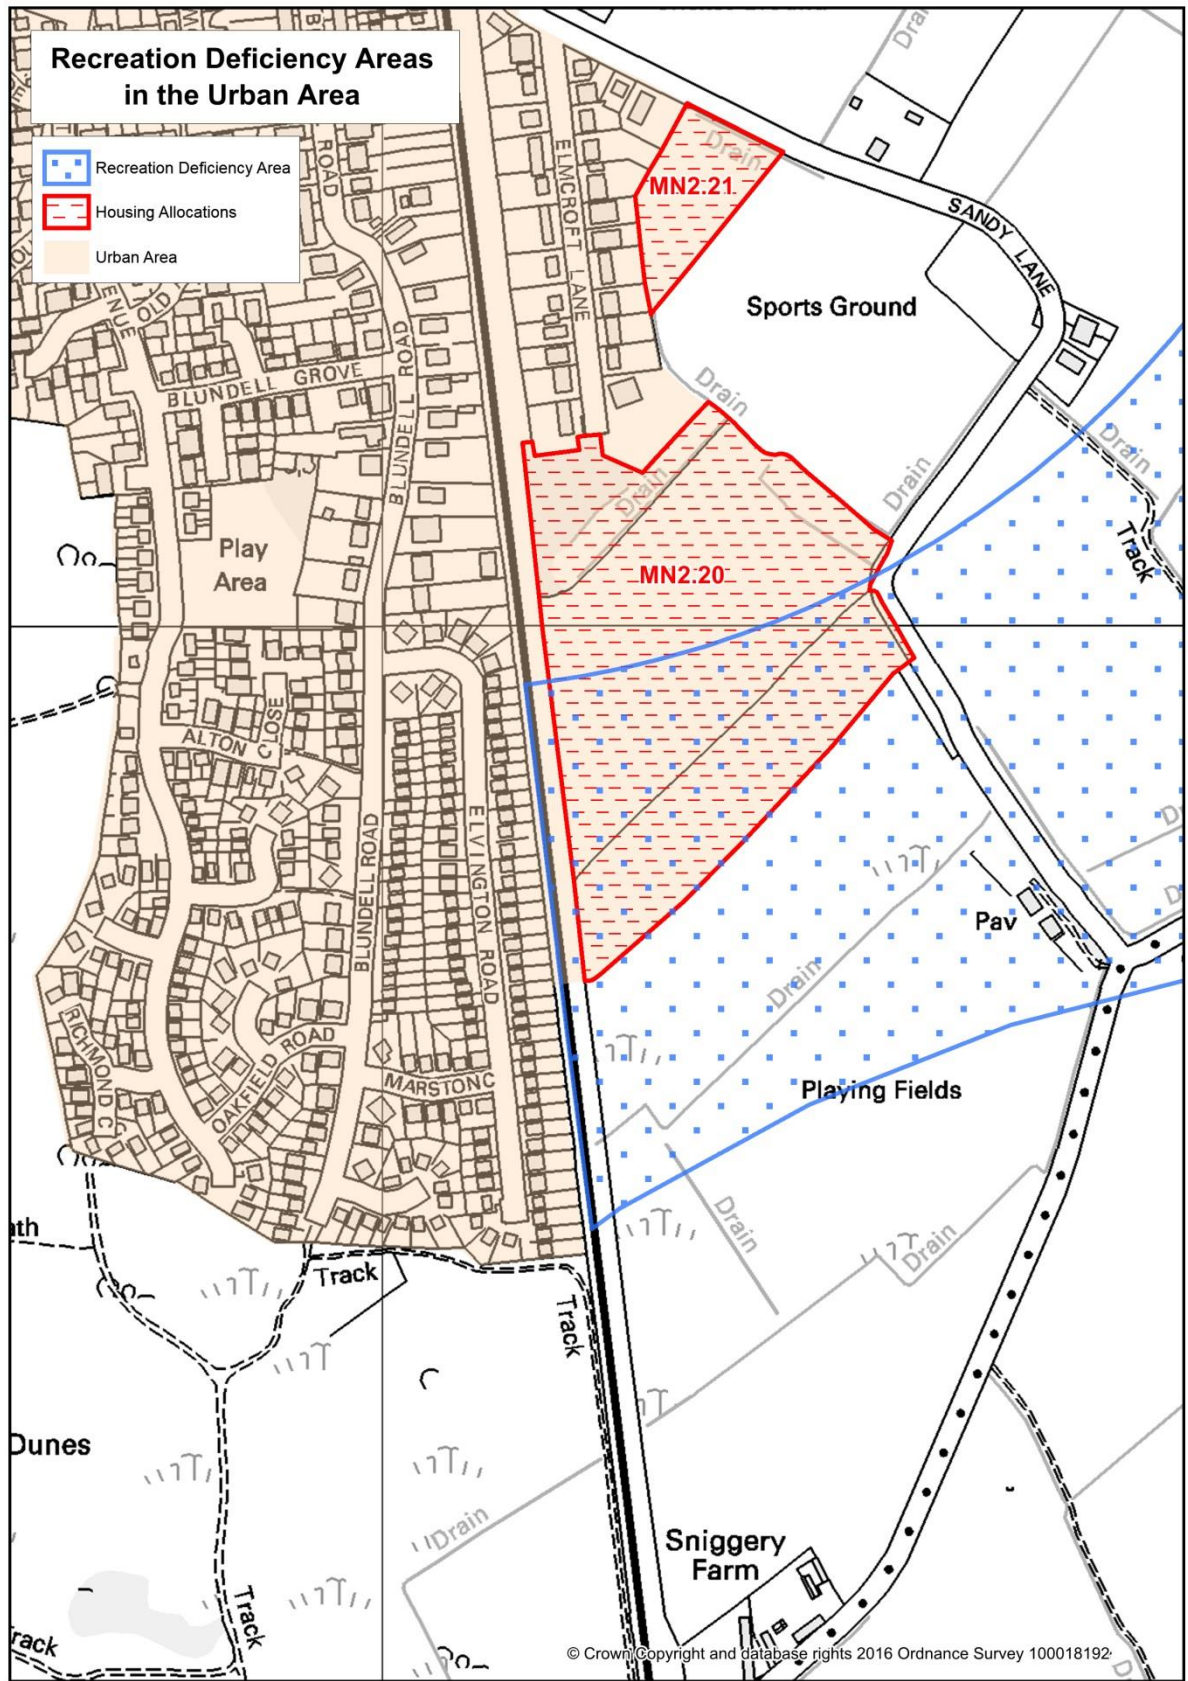 Recreation Deficiency Areas
in the Urban Area
Recreation Deficiency Area
Housing Allocations
Urban Area
Drain
ROAD
ELMCROFT LANE
Drain
MN2.21
SANDY LANE
Sports Ground
BLUNDELL GROVE
BLUNDELL ROAD
Drain
Drain
Drain
Drain
Track
Play
Area
MN2.20
ALTON CLOSE
ELVINGTON ROAD
BLUNDELL ROAD
Pav
Drain
RICHMOND C
OAKFIELD ROAD
MARSTON C
Playing Fields
Drain
Drain
Track
Track
Dunes
Drain
Sniggery
Farm
Track
rack
© Crown Copyright and database rights 2016 Ordnance Survey 100018192